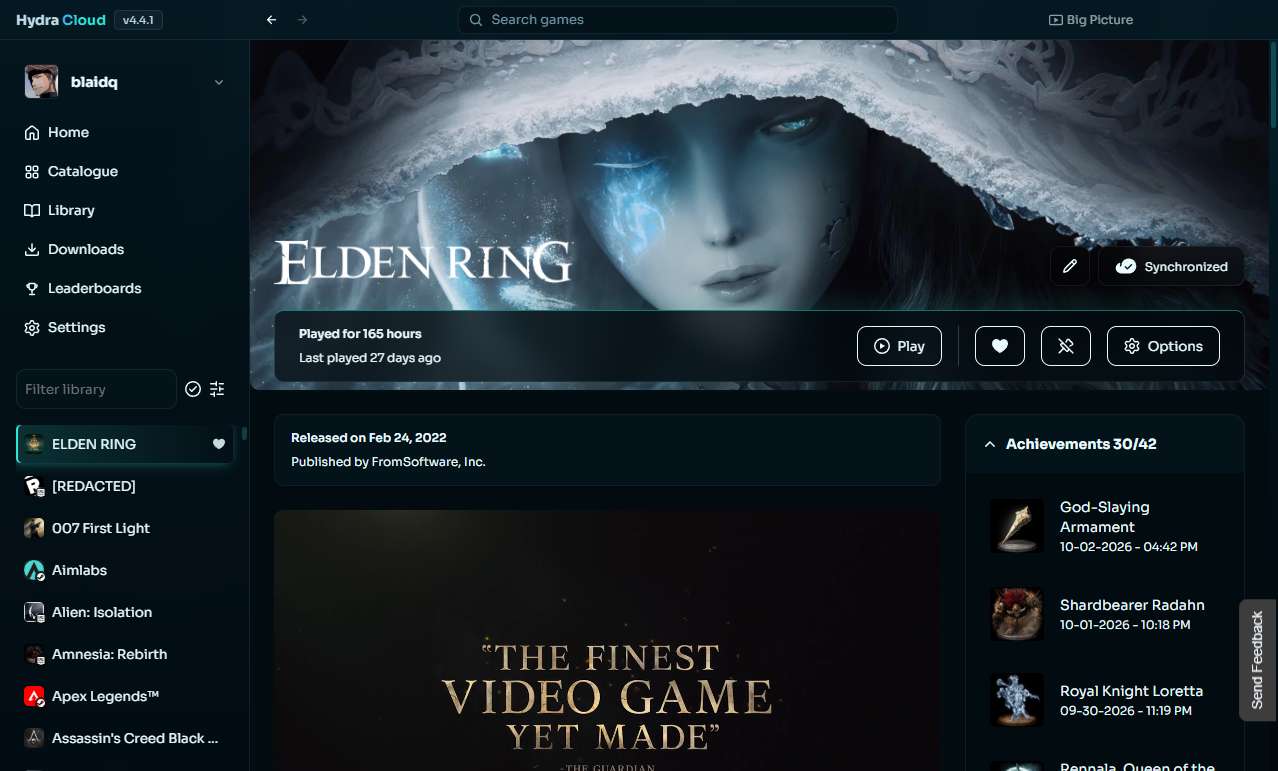 Hydra Cloud v4.4.1
Search games
Big Picture
blaidq
Home
Catalogue
Library
Downloads
Leaderboards
Settings
Filter library
ELDEN RING
[REDACTED]
007 First Light
Aimlabs
Alien: Isolation
Amnesia: Rebirth
Apex Legends™
Assassin's Creed Black ...
ELDEN RING
Synchronized
Played for 165 hours
Last played 27 days ago
Play
Options
Released on Feb 24, 2022
Published by FromSoftware, Inc.
“THE FINEST
VIDEO GAME
YET MADE”
-THE GUARDIAN
Achievements 30/42
God-Slaying
Armament
10-02-2026 - 04:42 PM
Shardbearer Radahn
10-01-2026 - 10:18 PM
Royal Knight Loretta
09-30-2026 - 11:19 PM
Rennala, Queen of the
Send Feedback